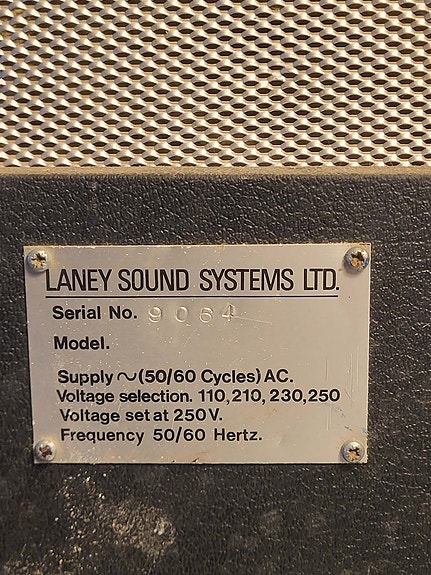 LANEY SOUND SYSTEMS LTD.
Serial No. 9064
Model.
Supply ~(50/60 Cycles) AC.
Voltage selection. 110,210,230,250
Voltage set at 250V.
Frequency 50/60 Hertz.